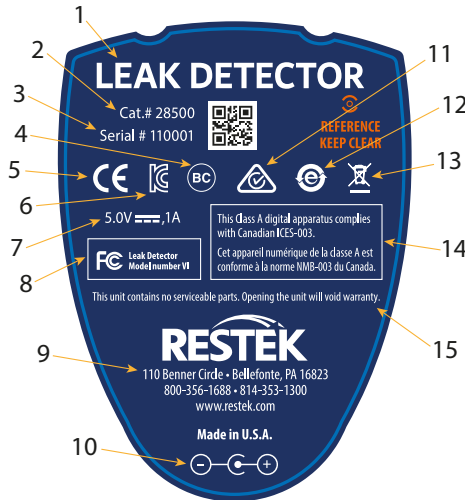 1
LEAK DETECTOR
2
Cat.# 28500
3
Serial # 110001
REFERENCE
KEEP CLEAR
4
BC
5
CE
6
11
12
e
13
7
5.0V ,1A
8
FC Leak Detector
Model number VI
This Class A digital apparatus complies
with Canadian ICES-003.
Cet appareil numérique de la classe A est
conforme à la norme NMB-003 du Canada.
14
This unit contains no serviceable parts. Opening the unit will void warranty.
15
RESTEK
9
110 Benner Circle • Bellefonte, PA 16823
800-356-1688 • 814-353-1300
www.restek.com
Made in U.S.A.
10
- +